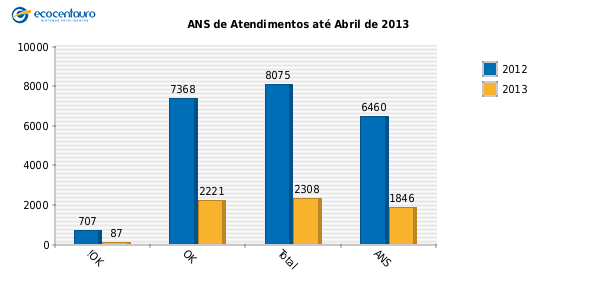 ecocentauro
ANS de Atendimentos até Abril de 2013
10000
8000
6000
4000
2000
0
707
87
7368
2221
8075
2308
6460
1846
!OK
OK
Total
ANS
2012
2013